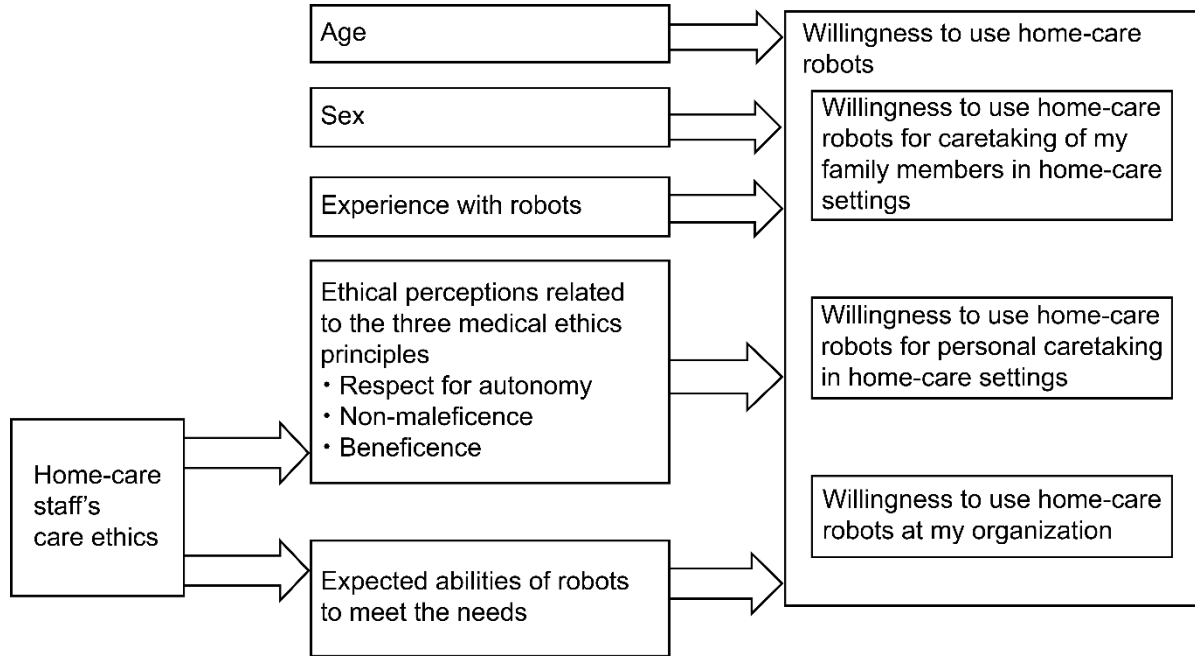 Age
Sex
Experience with robots
Ethical perceptions related
to the three medical ethics
principles
・Respect for autonomy
・Non-maleficence
・Beneficence
Home-care
staff’s
care ethics
Expected abilities of robots
to meet the needs
Willingness to use home-care
robots
Willingness to use home-care
robots for caretaking of my
family members in home-care
settings
Willingness to use home-care
robots for personal caretaking
in home-care settings
Willingness to use home-care
robots at my organization